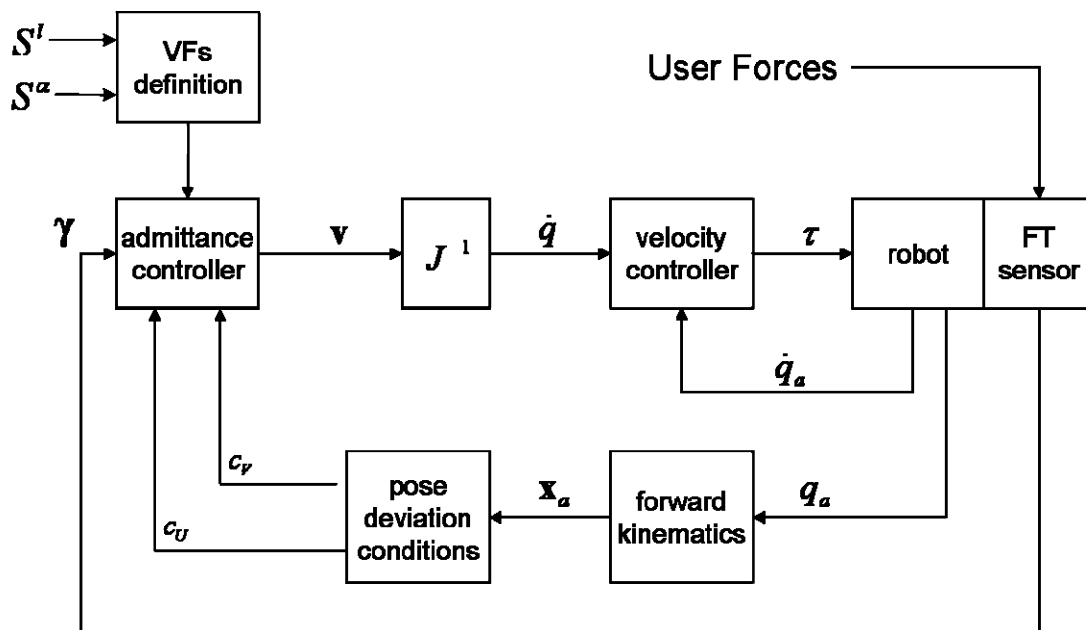 S^l
VFs
definition
S^α
User Forces
γ
admittance
controller
v
J 1
q̇
velocity
controller
τ
robot
FT
sensor
q̇_a
c_V
c_U
pose
deviation
conditions
x_a
forward
kinematics
q_a